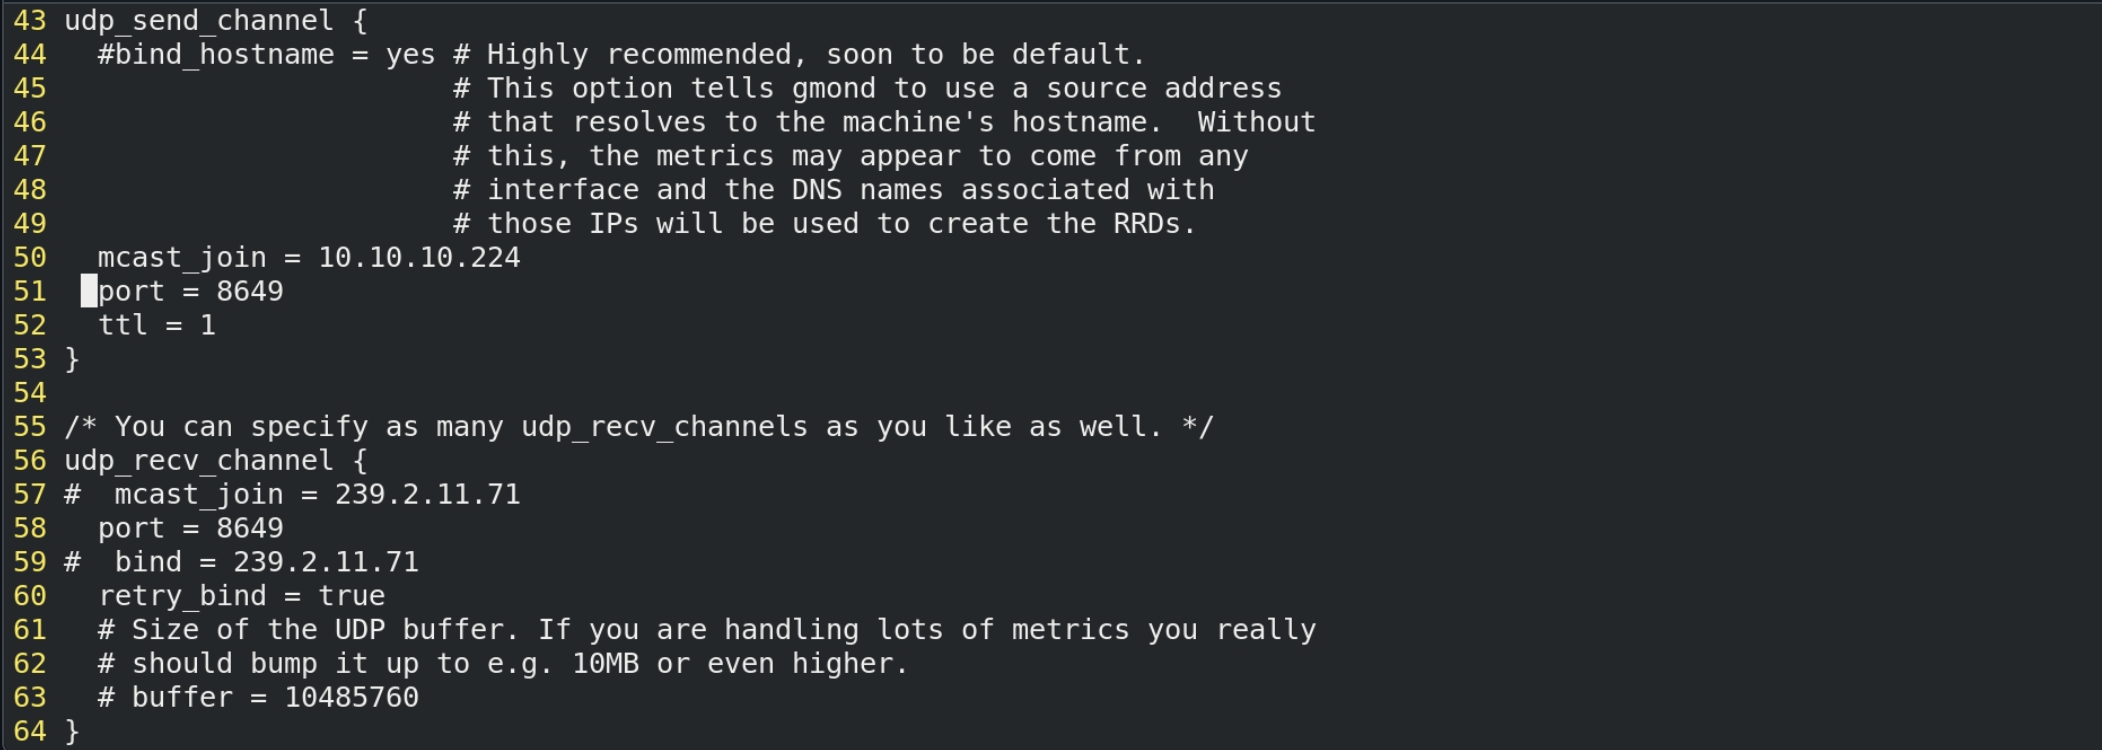 43 udp_send_channel {
44   #bind_hostname = yes # Highly recommended, soon to be default.
45                        # This option tells gmond to use a source address
46                        # that resolves to the machine's hostname.  Without
47                        # this, the metrics may appear to come from any
48                        # interface and the DNS names associated with
49                        # those IPs will be used to create the RRDs.
50   mcast_join = 10.10.10.224
51   port = 8649
52   ttl = 1
53 }
54
55 /* You can specify as many udp_recv_channels as you like as well. */
56 udp_recv_channel {
57 #  mcast_join = 239.2.11.71
58   port = 8649
59 #  bind = 239.2.11.71
60   retry_bind = true
61   # Size of the UDP buffer. If you are handling lots of metrics you really
62   # should bump it up to e.g. 10MB or even higher.
63   # buffer = 10485760
64 }